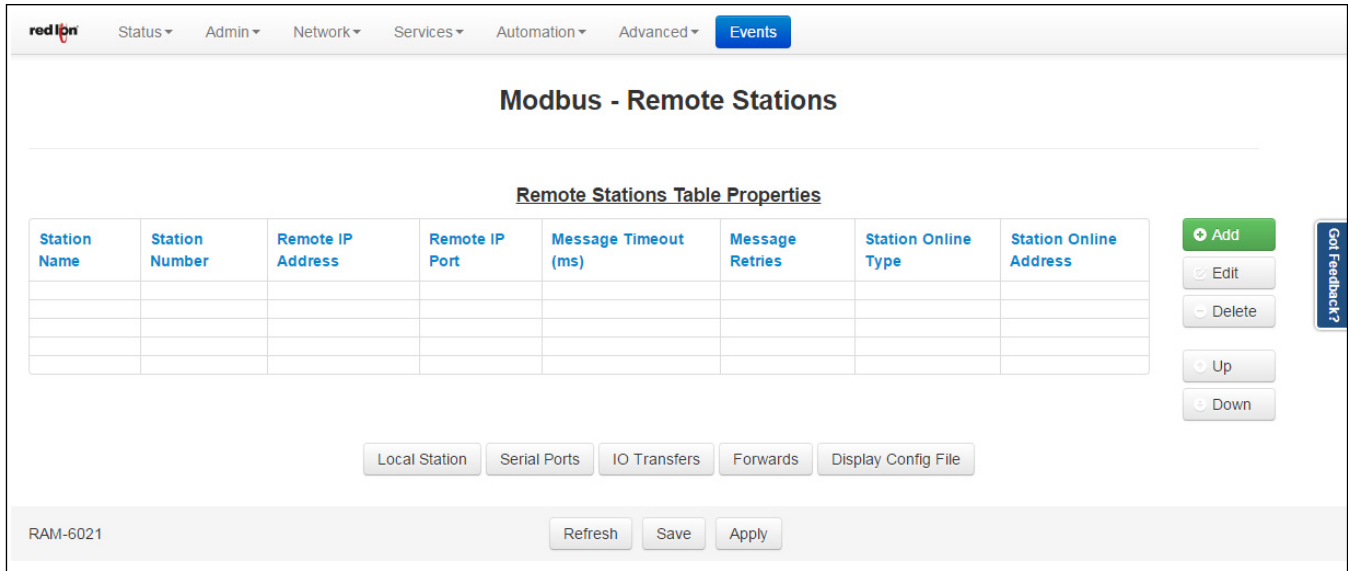 red lion Status Admin Network Services Automation Advanced Events
Modbus - Remote Stations
Remote Stations Table Properties
Station Name Station Number Remote IP Address Remote IP Port Message Timeout (ms) Message Retries Station Online Type Station Online Address
Add
Edit
Delete
Up
Down
Got Feedback?
Local Station Serial Ports IO Transfers Forwards Display Config File
RAM-6021 Refresh Save Apply